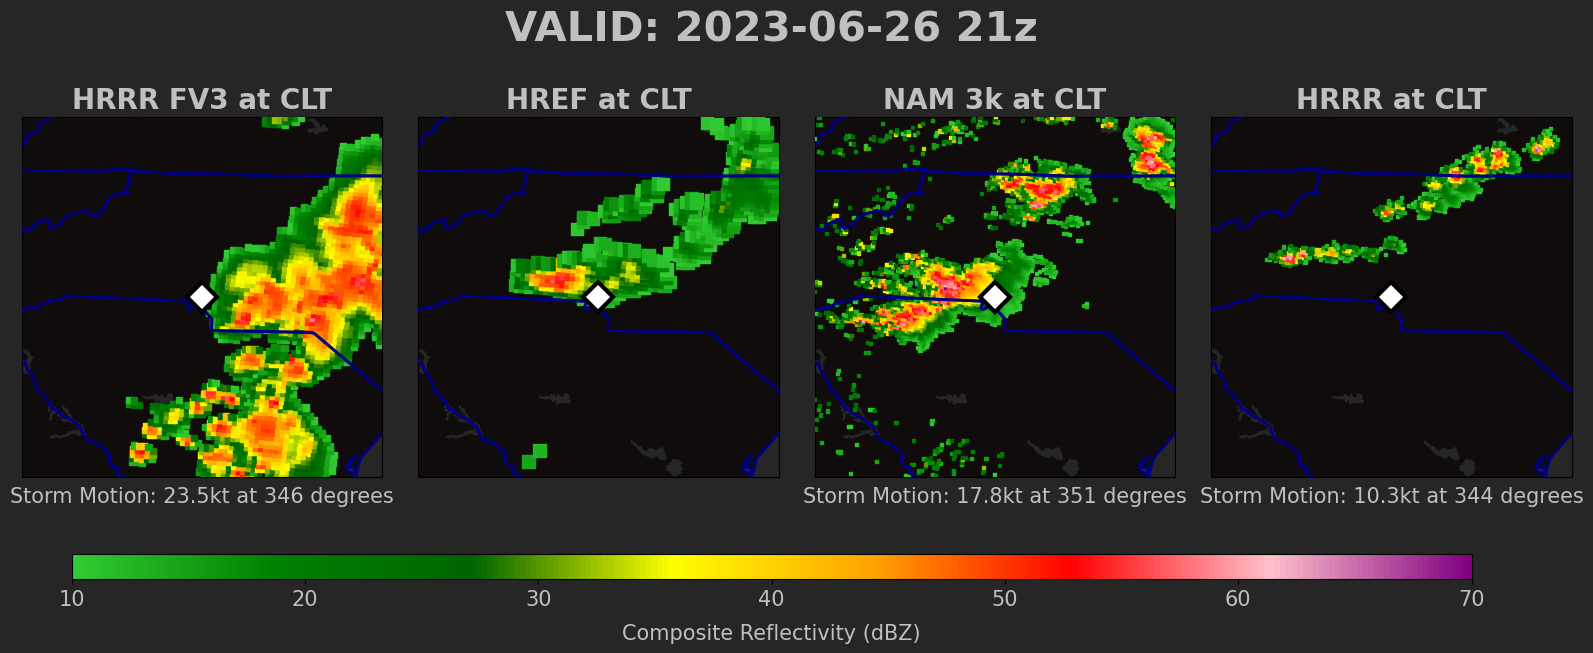 VALID: 2023-06-26 21z
HRRR FV3 at CLT
HREF at CLT
NAM 3k at CLT
HRRR at CLT
Storm Motion: 23.5kt at 346 degrees
Storm Motion: 17.8kt at 351 degrees
Storm Motion: 10.3kt at 344 degrees
10 20 30 40 50 60 70
Composite Reflectivity (dBZ)